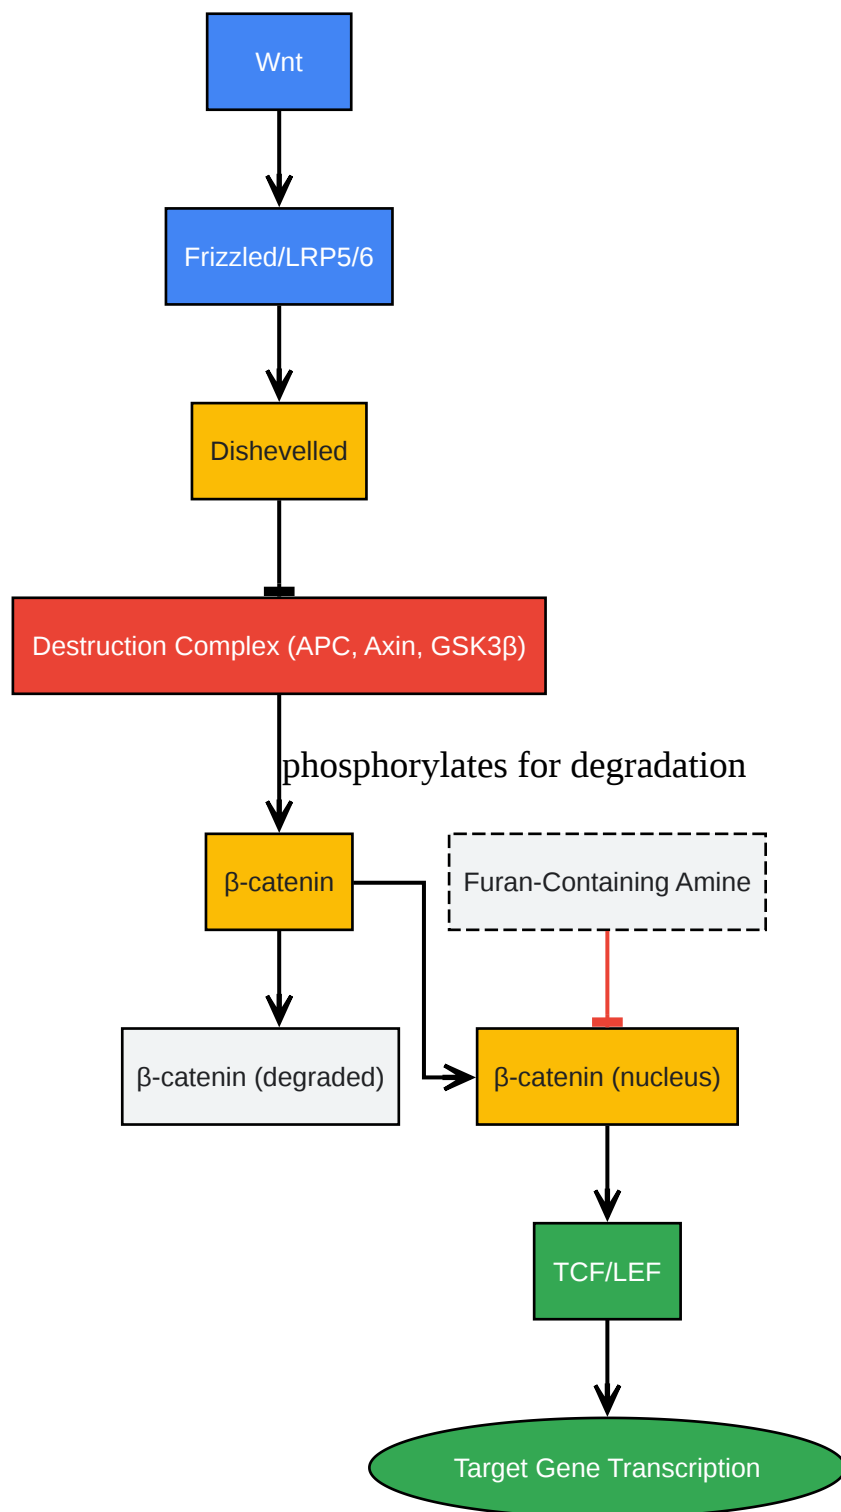 Wnt
Frizzled/LRP5/6
Dishevelled
Destruction Complex (APC, Axin, GSK3β)
phosphorylates for degradation
β-catenin
Furan-Containing Amine
β-catenin (degraded)
β-catenin (nucleus)
TCF/LEF
Target Gene Transcription